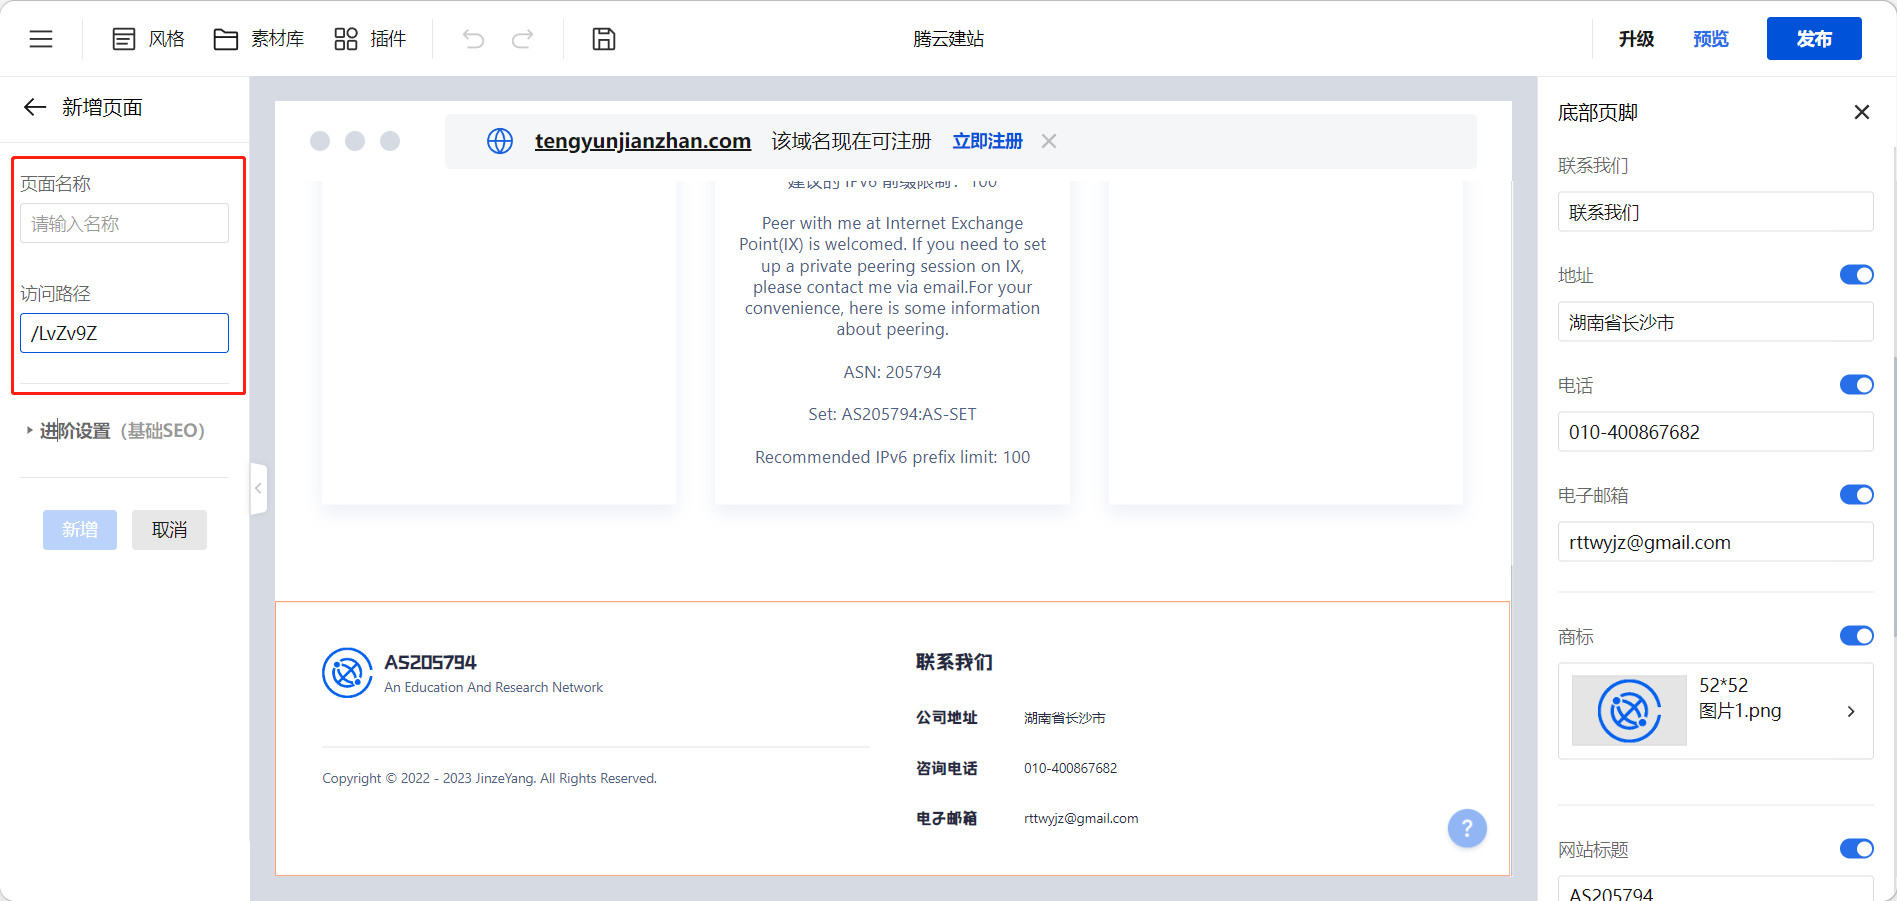 风格
素材库
插件
腾云建站
升级
预览
发布
新增页面
页面名称
请输入名称
访问路径
/LvZv9Z
进阶设置（基础SEO）
新增
取消
tengyunjianzhan.com 该域名现在可注册 立即注册
建议的 IPv6 前缀限制：100
Peer with me at Internet Exchange
Point(IX) is welcomed. If you need to set
up a private peering session on IX,
please contact me via email.For your
convenience, here is some information
about peering.
ASN: 205794
Set: AS205794:AS-SET
Recommended IPv6 prefix limit: 100
AS205794
An Education And Research Network
Copyright © 2022 - 2023 JinzeYang. All Rights Reserved.
联系我们
公司地址 湖南省长沙市
咨询电话 010-400867682
电子邮箱 rttwyjz@gmail.com
?
底部页脚
联系我们
联系我们
地址
湖南省长沙市
电话
010-400867682
电子邮箱
rttwyjz@gmail.com
商标
52*52
图片1.png
网站标题
AS205794